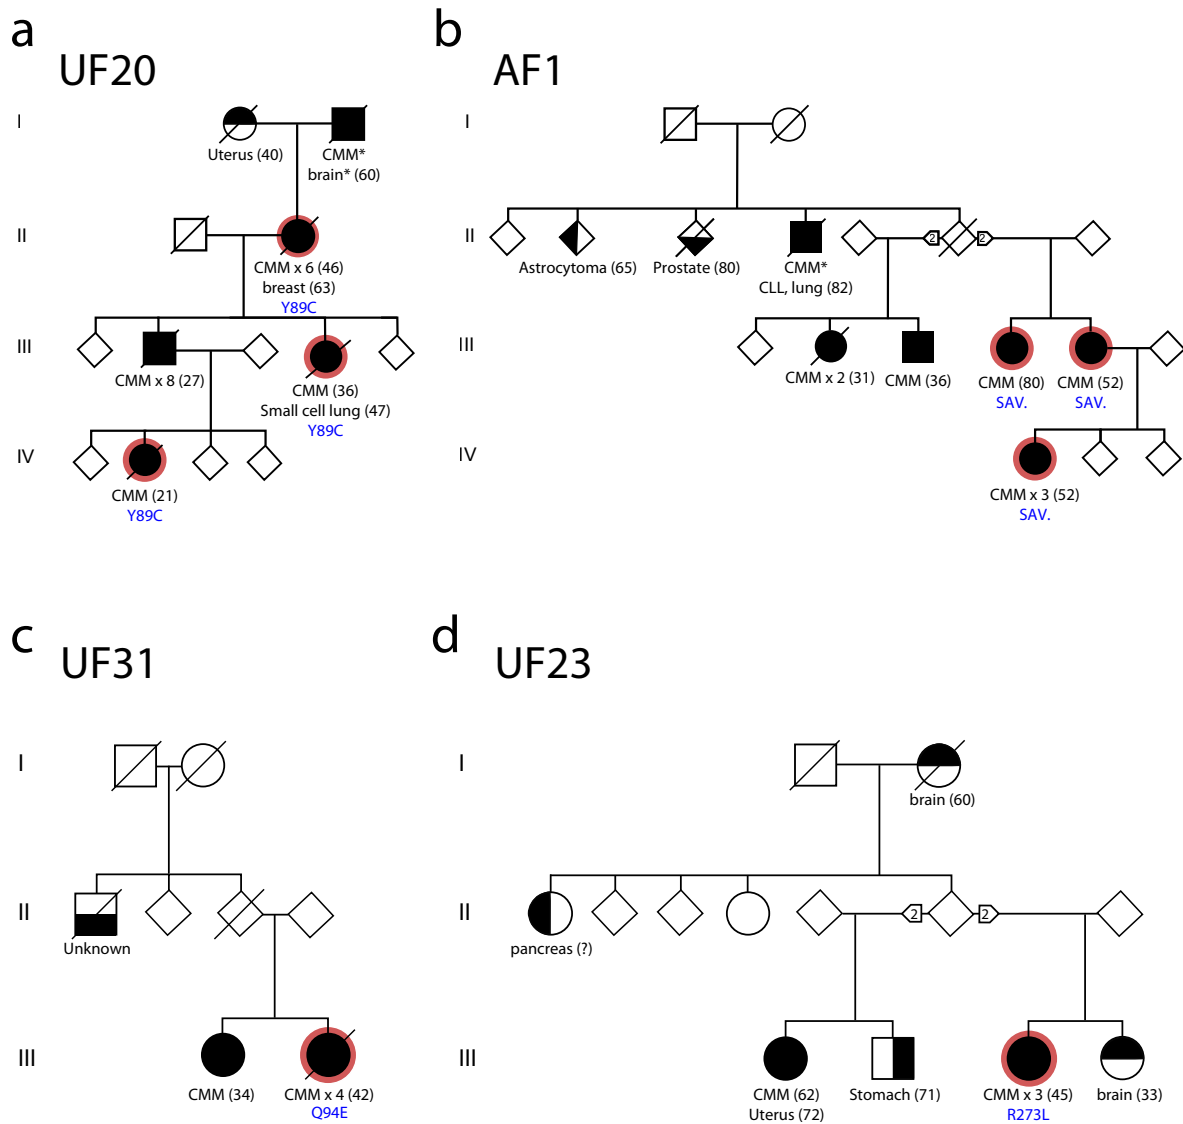 a
UF20
I
Uterus (40)
CMM*
brain* (60)
II
CMM x 6 (46)
breast (63)
Y89C
III
CMM x 8 (27)
CMM (36)
Small cell lung (47)
Y89C
IV
CMM (21)
Y89C
b
AF1
I
II
2
2
Astrocytoma (65)
Prostate (80)
CMM*
CLL, lung (82)
III
CMM x 2 (31)
CMM (36)
CMM (80)
SAV.
CMM (52)
SAV.
IV
CMM x 3 (52)
SAV.
c
UF31
I
II
Unknown
III
CMM (34)
CMM x 4 (42)
Q94E
d
UF23
I
brain (60)
II
2
2
pancreas (?)
III
CMM (62)
Uterus (72)
Stomach (71)
CMM x 3 (45)
R273L
brain (33)